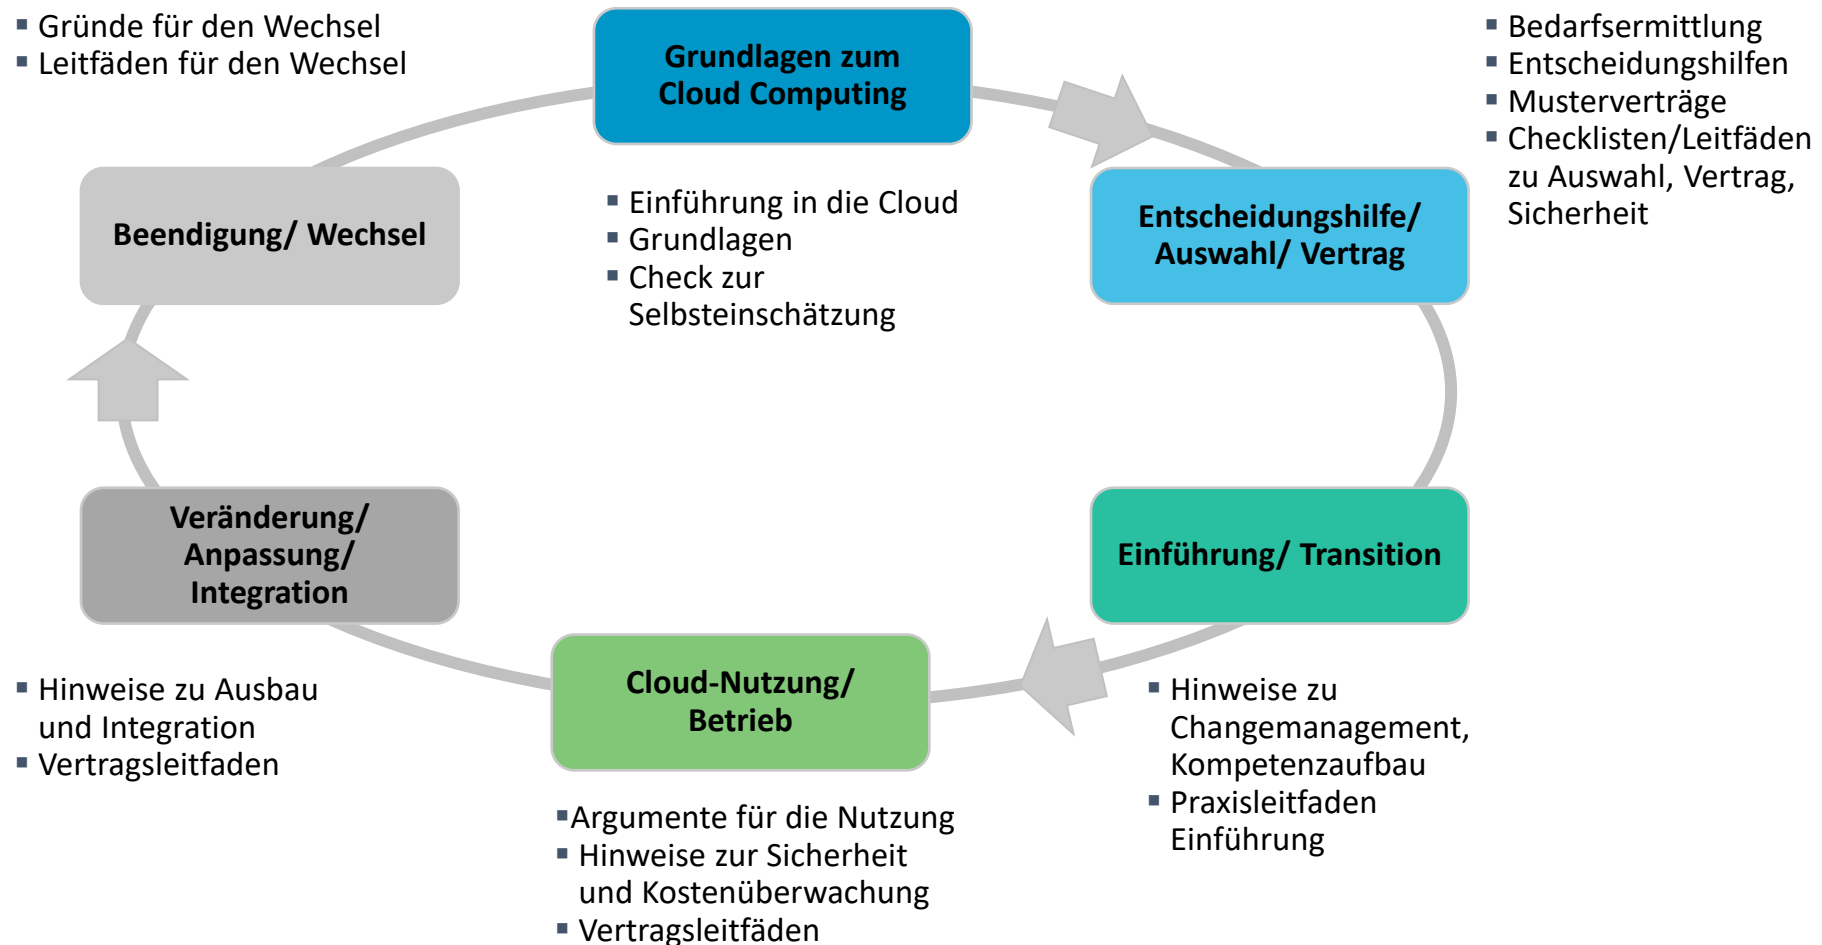 ▪ Gründe für den Wechsel
▪ Leitfäden für den Wechsel
Grundlagen zum
Cloud Computing
▪ Einführung in die Cloud
▪ Grundlagen
▪ Check zur
Selbsteinschätzung
▪ Bedarfsermittlung
▪ Entscheidungshilfen
▪ Musterverträge
▪ Checklisten/Leitfäden
zu Auswahl, Vertrag,
Sicherheit
Entscheidungshilfe/
Auswahl/ Vertrag
Einführung/ Transition
▪ Hinweise zu
Changemanagement,
Kompetenzaufbau
▪ Praxisleitfaden
Einführung
Cloud-Nutzung/
Betrieb
▪Argumente für die Nutzung
▪ Hinweise zur Sicherheit
und Kostenüberwachung
▪ Vertragsleitfäden
Veränderung/
Anpassung/
Integration
▪ Hinweise zu Ausbau
und Integration
▪ Vertragsleitfaden
Beendigung/ Wechsel